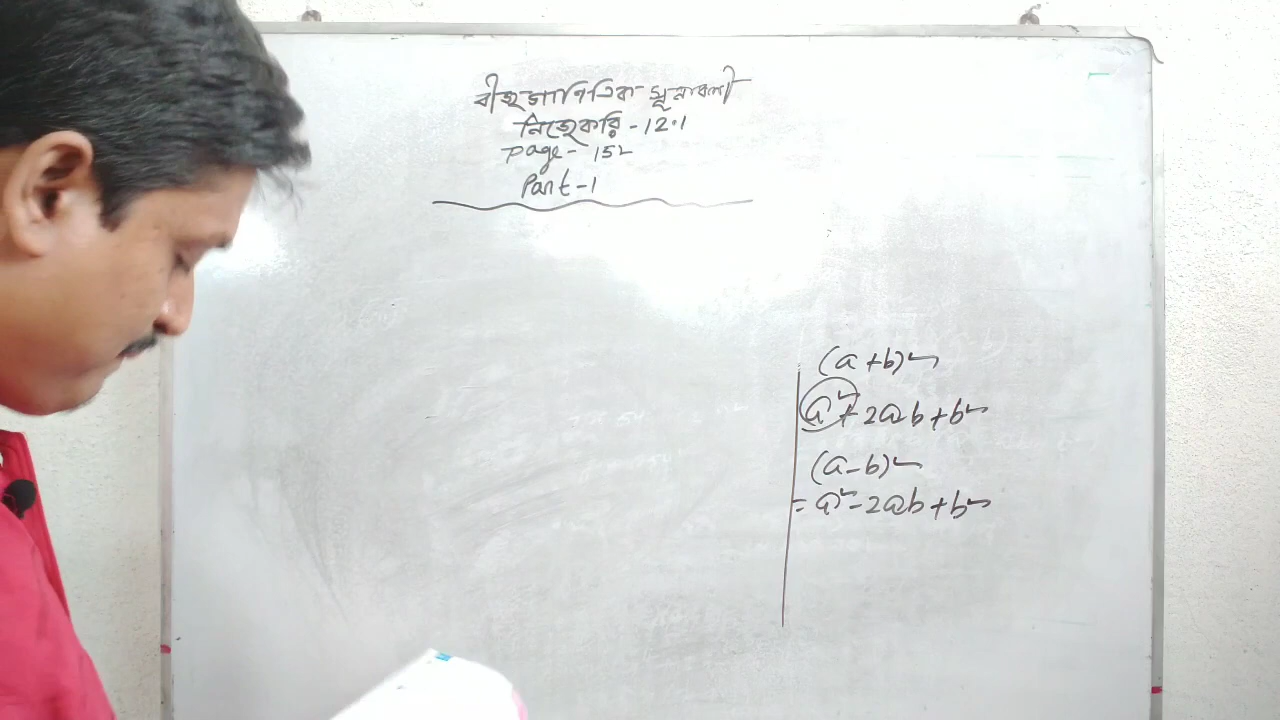 বীজগাণিতিক সূত্রাবলী
নিজে করি - 12.1
Page - 152
Part - 1
(a + b)²
a² + 2ab + b²
(a - b)²
= a² - 2ab + b²